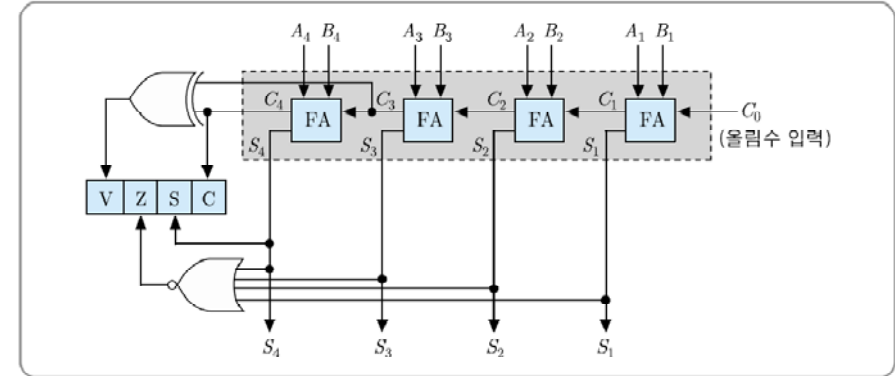 A₄ B₄ A₃ B₃ A₂ B₂ A₁ B₁
C₄ FA C₃ FA C₂ FA C₁ FA C₀
(올림수 입력)
S₄ S₃ S₂ S₁
V Z S C
S₄ S₃ S₂ S₁